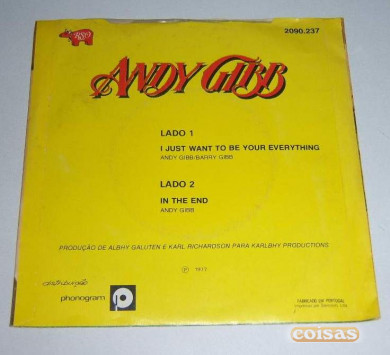 RSO
2090.237
ANDY GIBB
LADO 1
I JUST WANT TO BE YOUR EVERYTHING
ANDY GIBB/BARRY GIBB
LADO 2
IN THE END
ANDY GIBB
PRODUÇÃO DE ALBHY GALUTEN E KARL RICHARDSON PARA KARLBHY PRODUCTIONS
℗ 1977
distribuição
phonogram
FABRICADO EM PORTUGAL
coisas